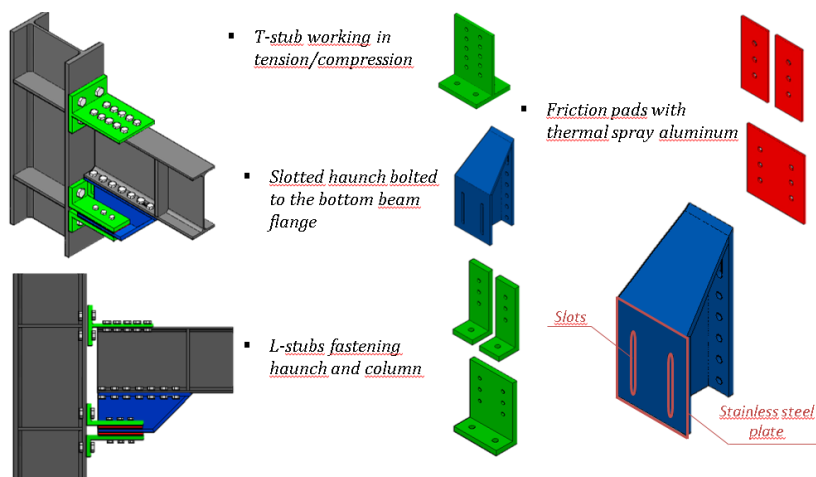 T-stub working in
tension/compression
Friction pads with
thermal spray aluminum
Slotted haunch bolted
to the bottom beam
flange
Slots
L-stubs fastening
haunch and column
Stainless steel
plate